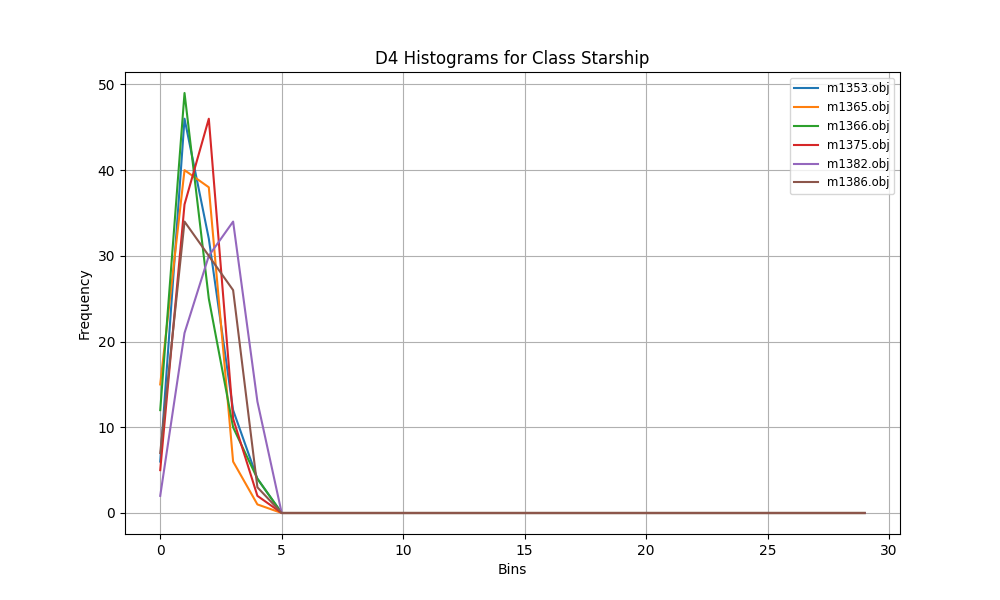 D4 Histograms for Class Starship
50
40
30
20
10
0
Frequency
0 5 10 15 20 25 30
Bins
m1353.obj
m1365.obj
m1366.obj
m1375.obj
m1382.obj
m1386.obj